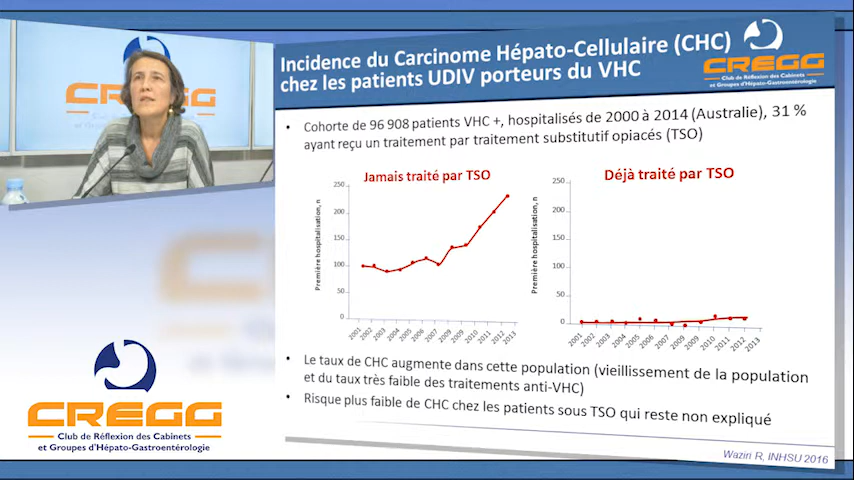 CREGG
Incidence du Carcinome Hépato-Cellulaire (CHC)
chez les patients UDIV porteurs du VHC
CREGG
Club de Réflexion des Cabinets
et Groupes d'Hépato-Gastroentérologie
• Cohorte de 96 908 patients VHC +, hospitalisés de 2000 à 2014 (Australie), 31 %
ayant reçu un traitement par traitement substitutif opiacés (TSO)
Jamais traité par TSO
Première hospitalisation, n
250
200
150
100
50
0
2001 2002 2003 2004 2005 2006 2007 2009 2009 2010 2011 2012 2013
Déjà traité par TSO
Première hospitalisation, n
250
200
150
100
50
0
2001 2002 2003 2004 2005 2006 2007 2009 2009 2010 2011 2012 2013
• Le taux de CHC augmente dans cette population (vieillissement de la population
et du taux très faible des traitements anti-VHC)
• Risque plus faible de CHC chez les patients sous TSO qui reste non expliqué
Waziri R, INHSU 2016
CREGG
Club de Réflexion des Cabinets
et Groupes d'Hépato-Gastroentérologie